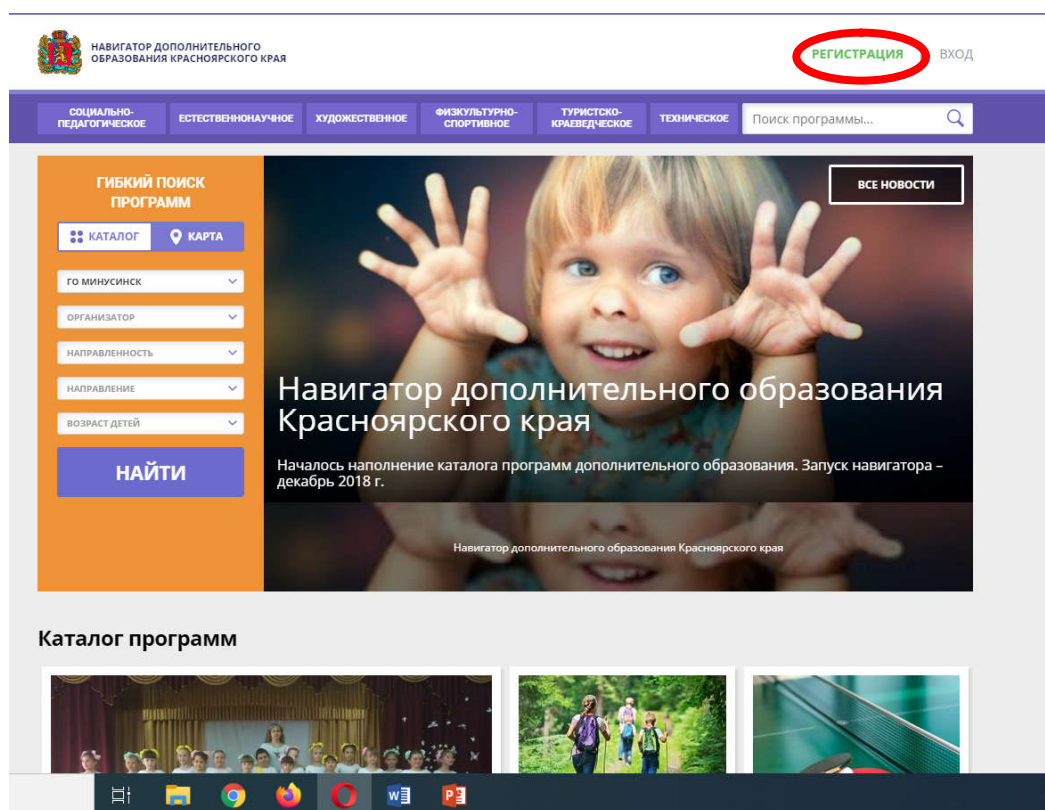 НАВИГАТОР ДОПОЛНИТЕЛЬНОГО
ОБРАЗОВАНИЯ КРАСНОЯРСКОГО КРАЯ
РЕГИСТРАЦИЯ
ВХОД
СОЦИАЛЬНО-
ПЕДАГОГИЧЕСКОЕ
ЕСТЕСТВЕННОНАУЧНОЕ
ХУДОЖЕСТВЕННОЕ
ФИЗКУЛЬТУРНО-
СПОРТИВНОЕ
ТУРИСТСКО-
КРАЕВЕДЧЕСКОЕ
ТЕХНИЧЕСКОЕ
Поиск программы...
ГИБКИЙ ПОИСК
ПРОГРАММ
КАТАЛОГ
КАРТА
ГО МИНУСИНСК
ОРГАНИЗАТОР
НАПРАВЛЕННОСТЬ
НАПРАВЛЕНИЕ
ВОЗРАСТ ДЕТЕЙ
НАЙТИ
ВСЕ НОВОСТИ
Навигатор дополнительного образования
Красноярского края
Началось наполнение каталога программ дополнительного образования. Запуск навигатора –
декабрь 2018 г.
Навигатор дополнительного образования Красноярского края
Каталог программ